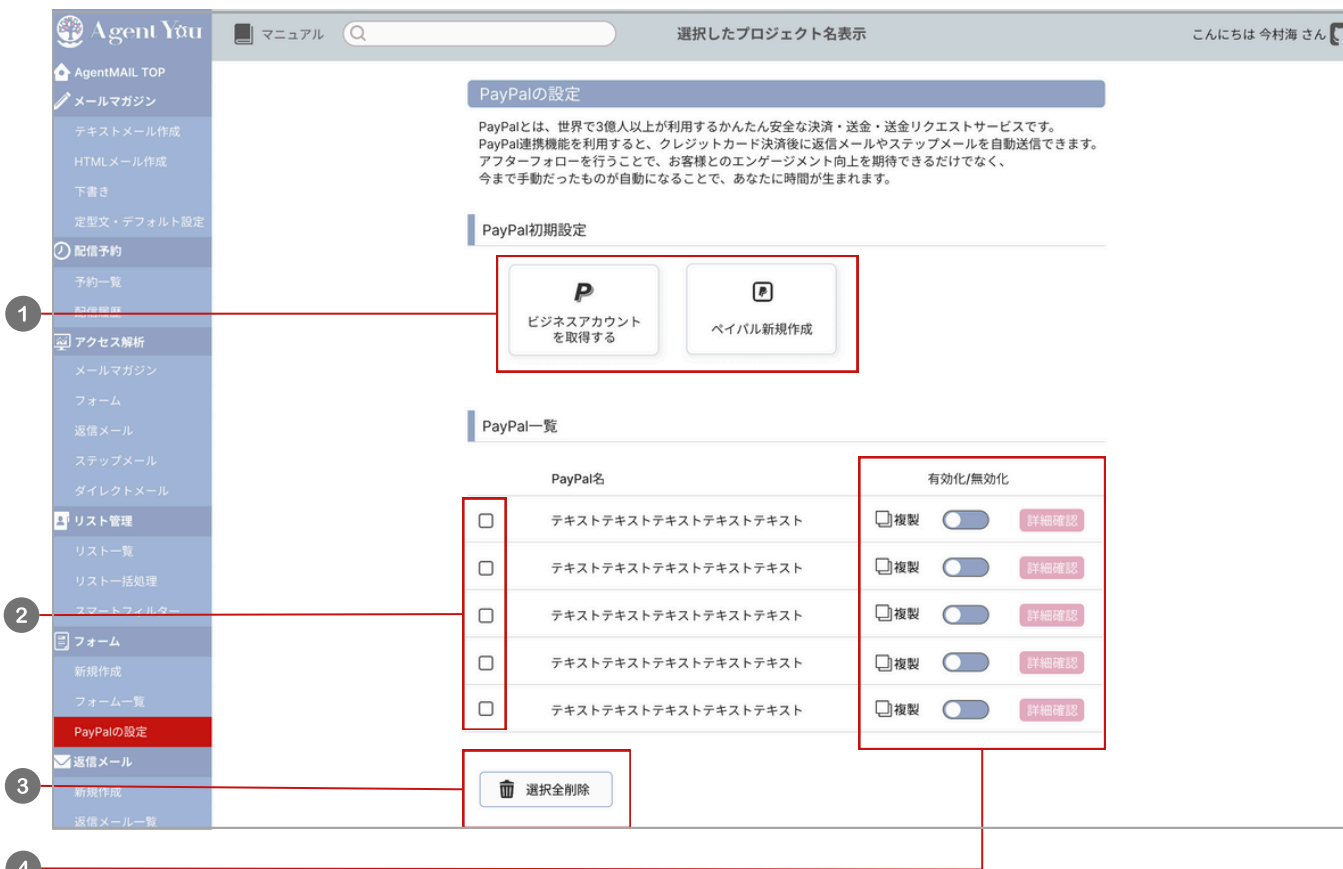 Agent You
マニュアル
選択したプロジェクト名表示
こんにちは 今村海 さん
AgentMAIL TOP
メールマガジン
テキストメール作成
HTMLメール作成
下書き
定型文・デフォルト設定
配信予約
予約一覧
配信履歴
アクセス解析
メールマガジン
フォーム
返信メール
ステップメール
ダイレクトメール
リスト管理
リスト一覧
リスト一括処理
スマートフィルター
フォーム
新規作成
フォーム一覧
PayPalの設定
返信メール
新規作成
返信メール一覧
PayPalの設定
PayPalとは、世界で3億人以上が利用するかんたん安全な決済・送金・送金リクエストサービスです。
PayPal連携機能を利用すると、クレジットカード決済後に返信メールやステップメールを自動送信できます。
アフターフォローを行うことで、お客様とのエンゲージメント向上を期待できるだけでなく、
今まで手動だったものが自動になることで、あなたに時間が生まれます。
PayPal初期設定
1
ビジネスアカウント
を取得する
ペイパル新規作成
PayPal一覧
PayPal名
有効化/無効化
テキストテキストテキストテキストテキスト 複製 詳細確認
テキストテキストテキストテキストテキスト 複製 詳細確認
2
テキストテキストテキストテキストテキスト 複製 詳細確認
テキストテキストテキストテキストテキスト 複製 詳細確認
テキストテキストテキストテキストテキスト 複製 詳細確認
3
選択全削除
4